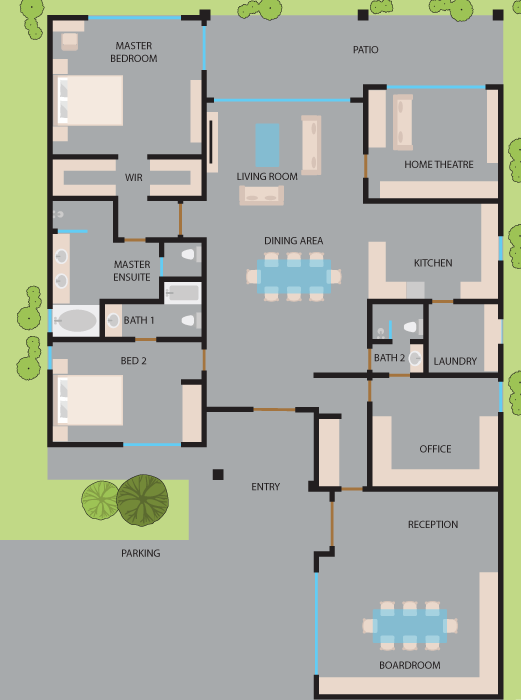 MASTER
BEDROOM
PATIO
HOME THEATRE
WIR
LIVING ROOM
DINING AREA
MASTER
ENSUITE
KITCHEN
BATH 1
BED 2
BATH 2
LAUNDRY
OFFICE
ENTRY
RECEPTION
PARKING
BOARDROOM